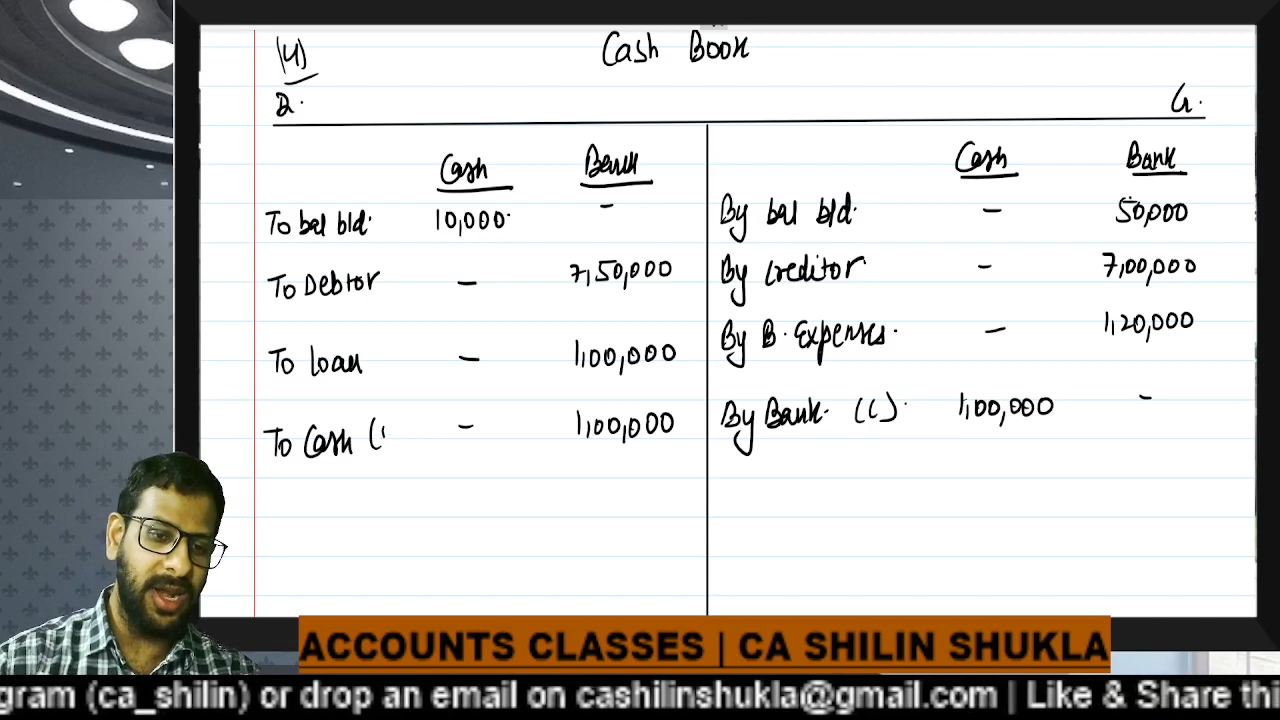 (4) Cash Book
Dr. Cr.
Cash Bank Cash Bank
To bal b/d. 10,000 - By bal b/d. - 50,000
To Debtor - 7,50,000 By Creditor - 7,00,000
To loan - 1,00,000 By B. Expenses. - 1,20,000
To Cash ( - 1,00,000 By Bank (C). 1,00,000 -
ACCOUNTS CLASSES | CA SHILIN SHUKLA
gram (ca_shilin) or drop an email on cashilinshukla@gmail.com | Like & Share thi